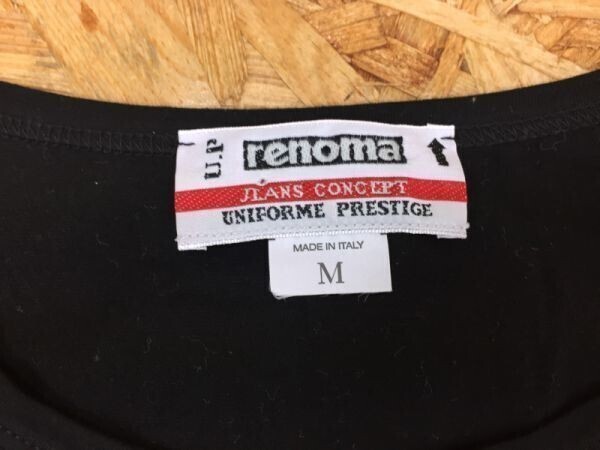 U.P
renoma
JEANS CONCEPT
UNIFORME PRESTIGE
MADE IN ITALY
M